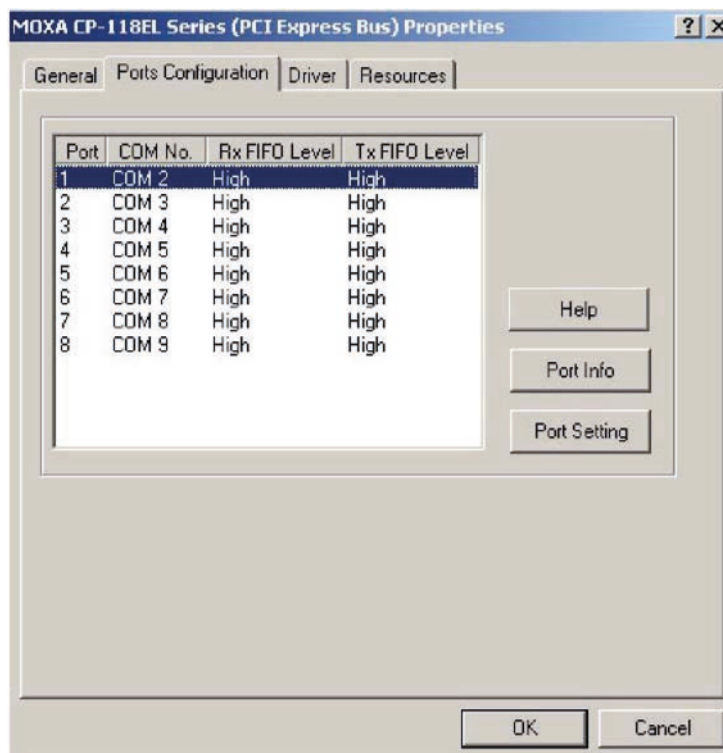 MOXA CP-118EL Series (PCI Express Bus) Properties
General Ports Configuration Driver Resources
Port COM No. Rx FIFO Level Tx FIFO Level
1 COM 2 High High
2 COM 3 High High
3 COM 4 High High
4 COM 5 High High
5 COM 6 High High
6 COM 7 High High
7 COM 8 High High
8 COM 9 High High
Help
Port Info
Port Setting
OK Cancel